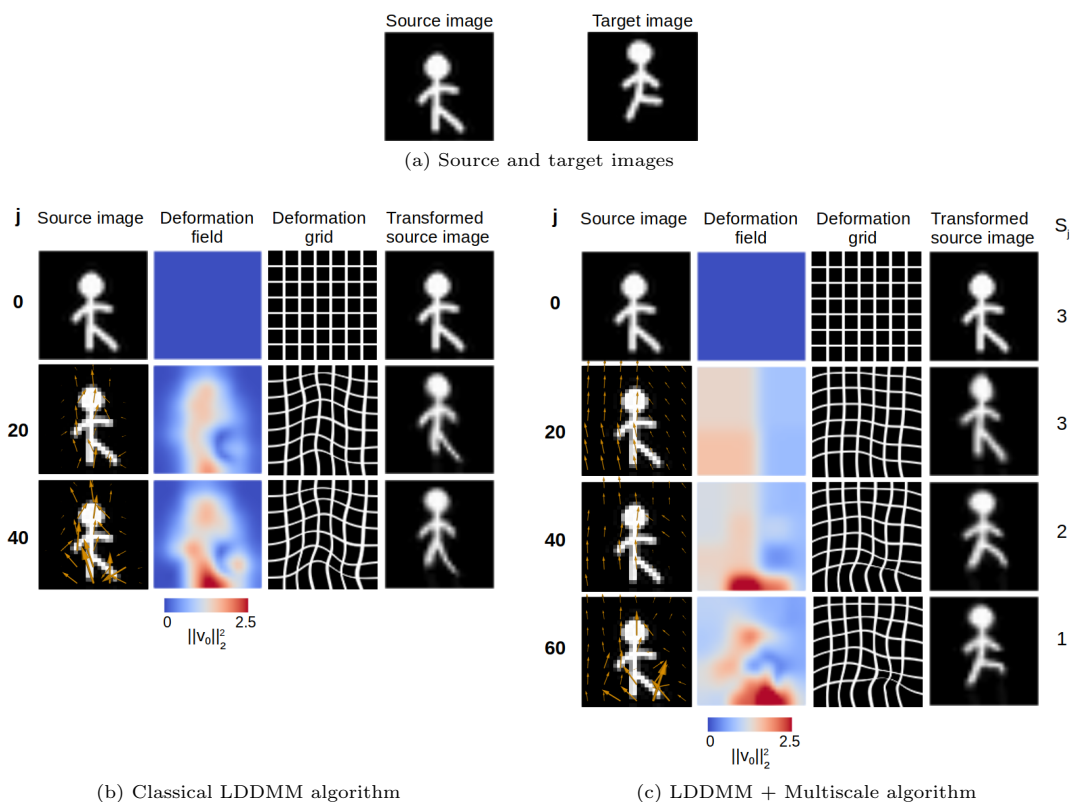 Source image Target image
(a) Source and target images
j Source image Deformation field Deformation grid Transformed source image
0
20
40
0 2.5
||v₀||²₂
(b) Classical LDDMM algorithm
j Source image Deformation field Deformation grid Transformed source image Sⱼ
0 3
20 3
40 2
60 1
0 2.5
||v₀||²₂
(c) LDDMM + Multiscale algorithm